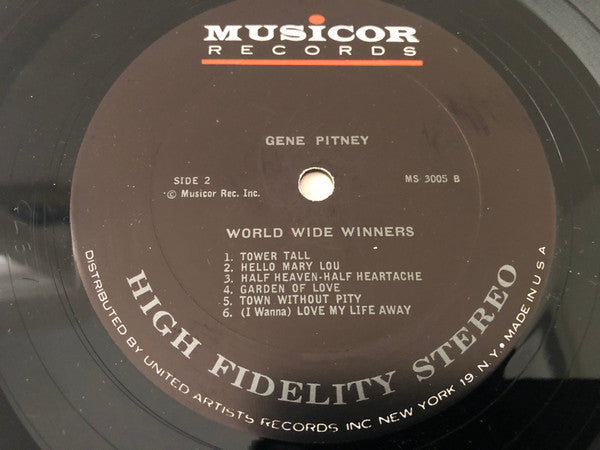 MUSICOR
RECORDS
GENE PITNEY
SIDE 2
© Musicor Rec. Inc.
MS 3005 B
WORLD WIDE WINNERS
1. TOWER TALL
2. HELLO MARY LOU
3. HALF HEAVEN-HALF HEARTACHE
4. GARDEN OF LOVE
5. TOWN WITHOUT PITY
6. (I Wanna) LOVE MY LIFE AWAY
HIGH FIDELITY STEREO
DISTRIBUTED BY UNITED ARTISTS RECORDS INC NEW YORK 19 N.Y. • MADE IN U S A